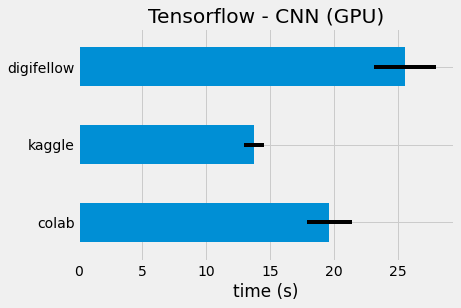 Tensorflow - CNN (GPU)
digifellow
kaggle
colab
0 5 10 15 20 25
time (s)